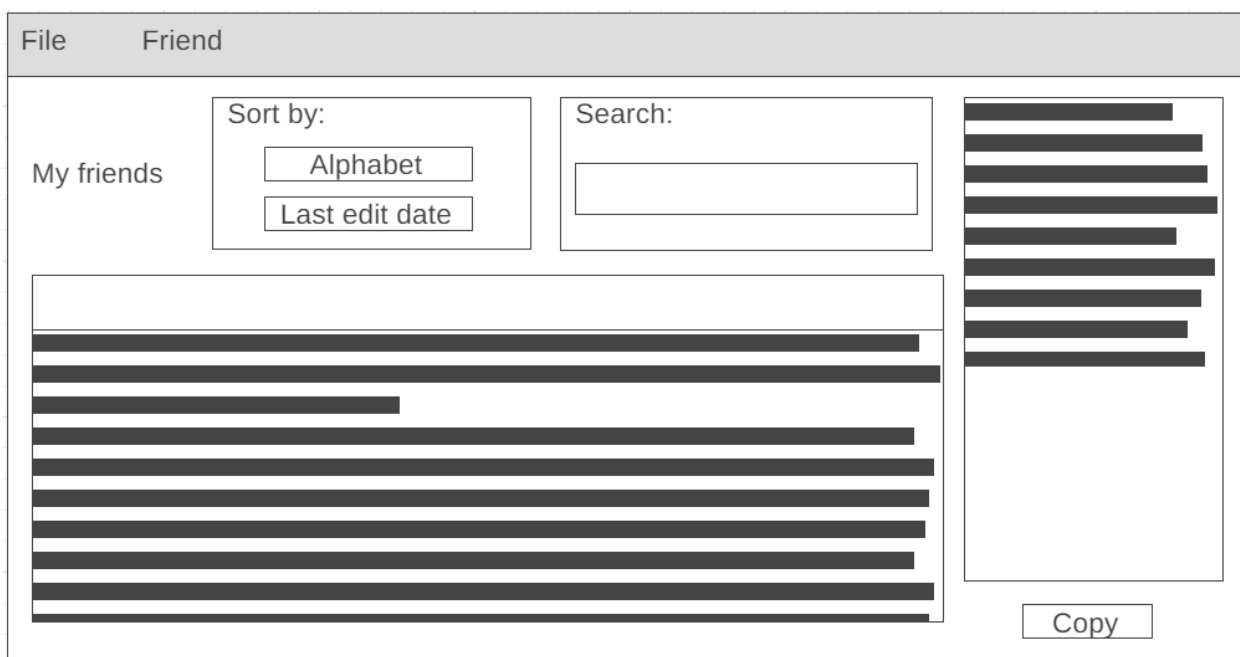 File
Friend
My friends
Sort by:
Alphabet
Last edit date
Search:
Copy